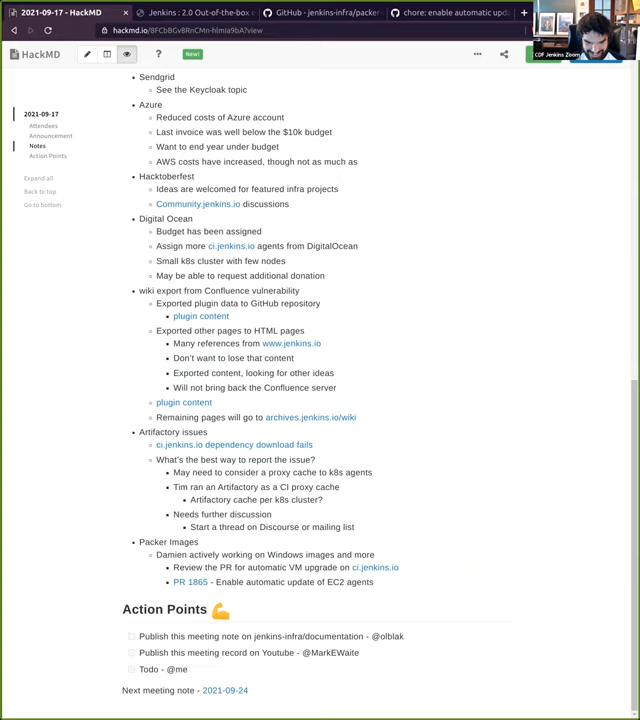 2021-09-17
Jenkins : 2.0 Out-of-the-box e
GitHub - jenkins-infra/packer
chore: enable automatic upd
hackmd.io/8FCbBGv8RnCMn-hlmIa9bA?view
CDF Jenkins Zoom
HackMD
New!
2021-09-17
Attendees
Announcement
Notes
Action Points
Expand all
Back to top
Go to bottom
Sendgrid
See the Keycloak topic
Azure
Reduced costs of Azure account
Last invoice was well below the $10k budget
Want to end year under budget
AWS costs have increased, though not as much as
Hacktoberfest
Ideas are welcomed for featured infra projects
Community.jenkins.io discussions
Digital Ocean
Budget has been assigned
Assign more ci.jenkins.io agents from DigitalOcean
Small k8s cluster with few nodes
May be able to request additional donation
wiki export from Confluence vulnerability
Exported plugin data to GitHub repository
plugin content
Exported other pages to HTML pages
Many references from www.jenkins.io
Don't want to lose that content
Exported content, looking for other ideas
Will not bring back the Confluence server
plugin content
Remaining pages will go to archives.jenkins.io/wiki
Artifactory issues
ci.jenkins.io dependency download fails
What's the best way to report the issue?
May need to consider a proxy cache to k8s agents
Tim ran an Artifactory as a CI proxy cache
Artifactory cache per k8s cluster?
Needs further discussion
Start a thread on Discourse or mailing list
Packer Images
Damien actively working on Windows images and more
Review the PR for automatic VM upgrade on ci.jenkins.io
PR 1865 - Enable automatic update of EC2 agents
Action Points 💪
Publish this meeting note on jenkins-infra/documentation - @olblak
Publish this meeting record on Youtube - @MarkEWaite
Todo - @me
Next meeting note - 2021-09-24